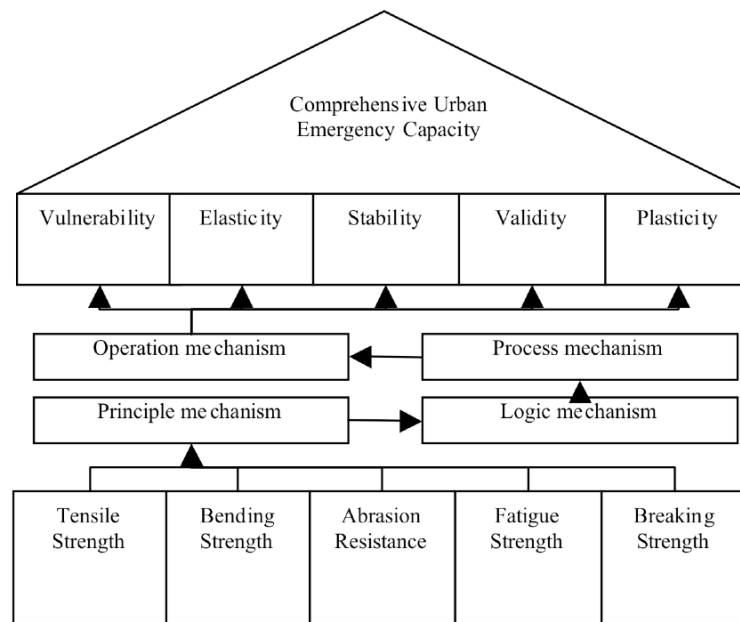 Comprehensive Urban
Emergency Capacity
Vulnerability
Elasticity
Stability
Validity
Plasticity
Operation mechanism
Process mechanism
Principle mechanism
Logic mechanism
Tensile
Strength
Bending
Strength
Abrasion
Resistance
Fatigue
Strength
Breaking
Strength